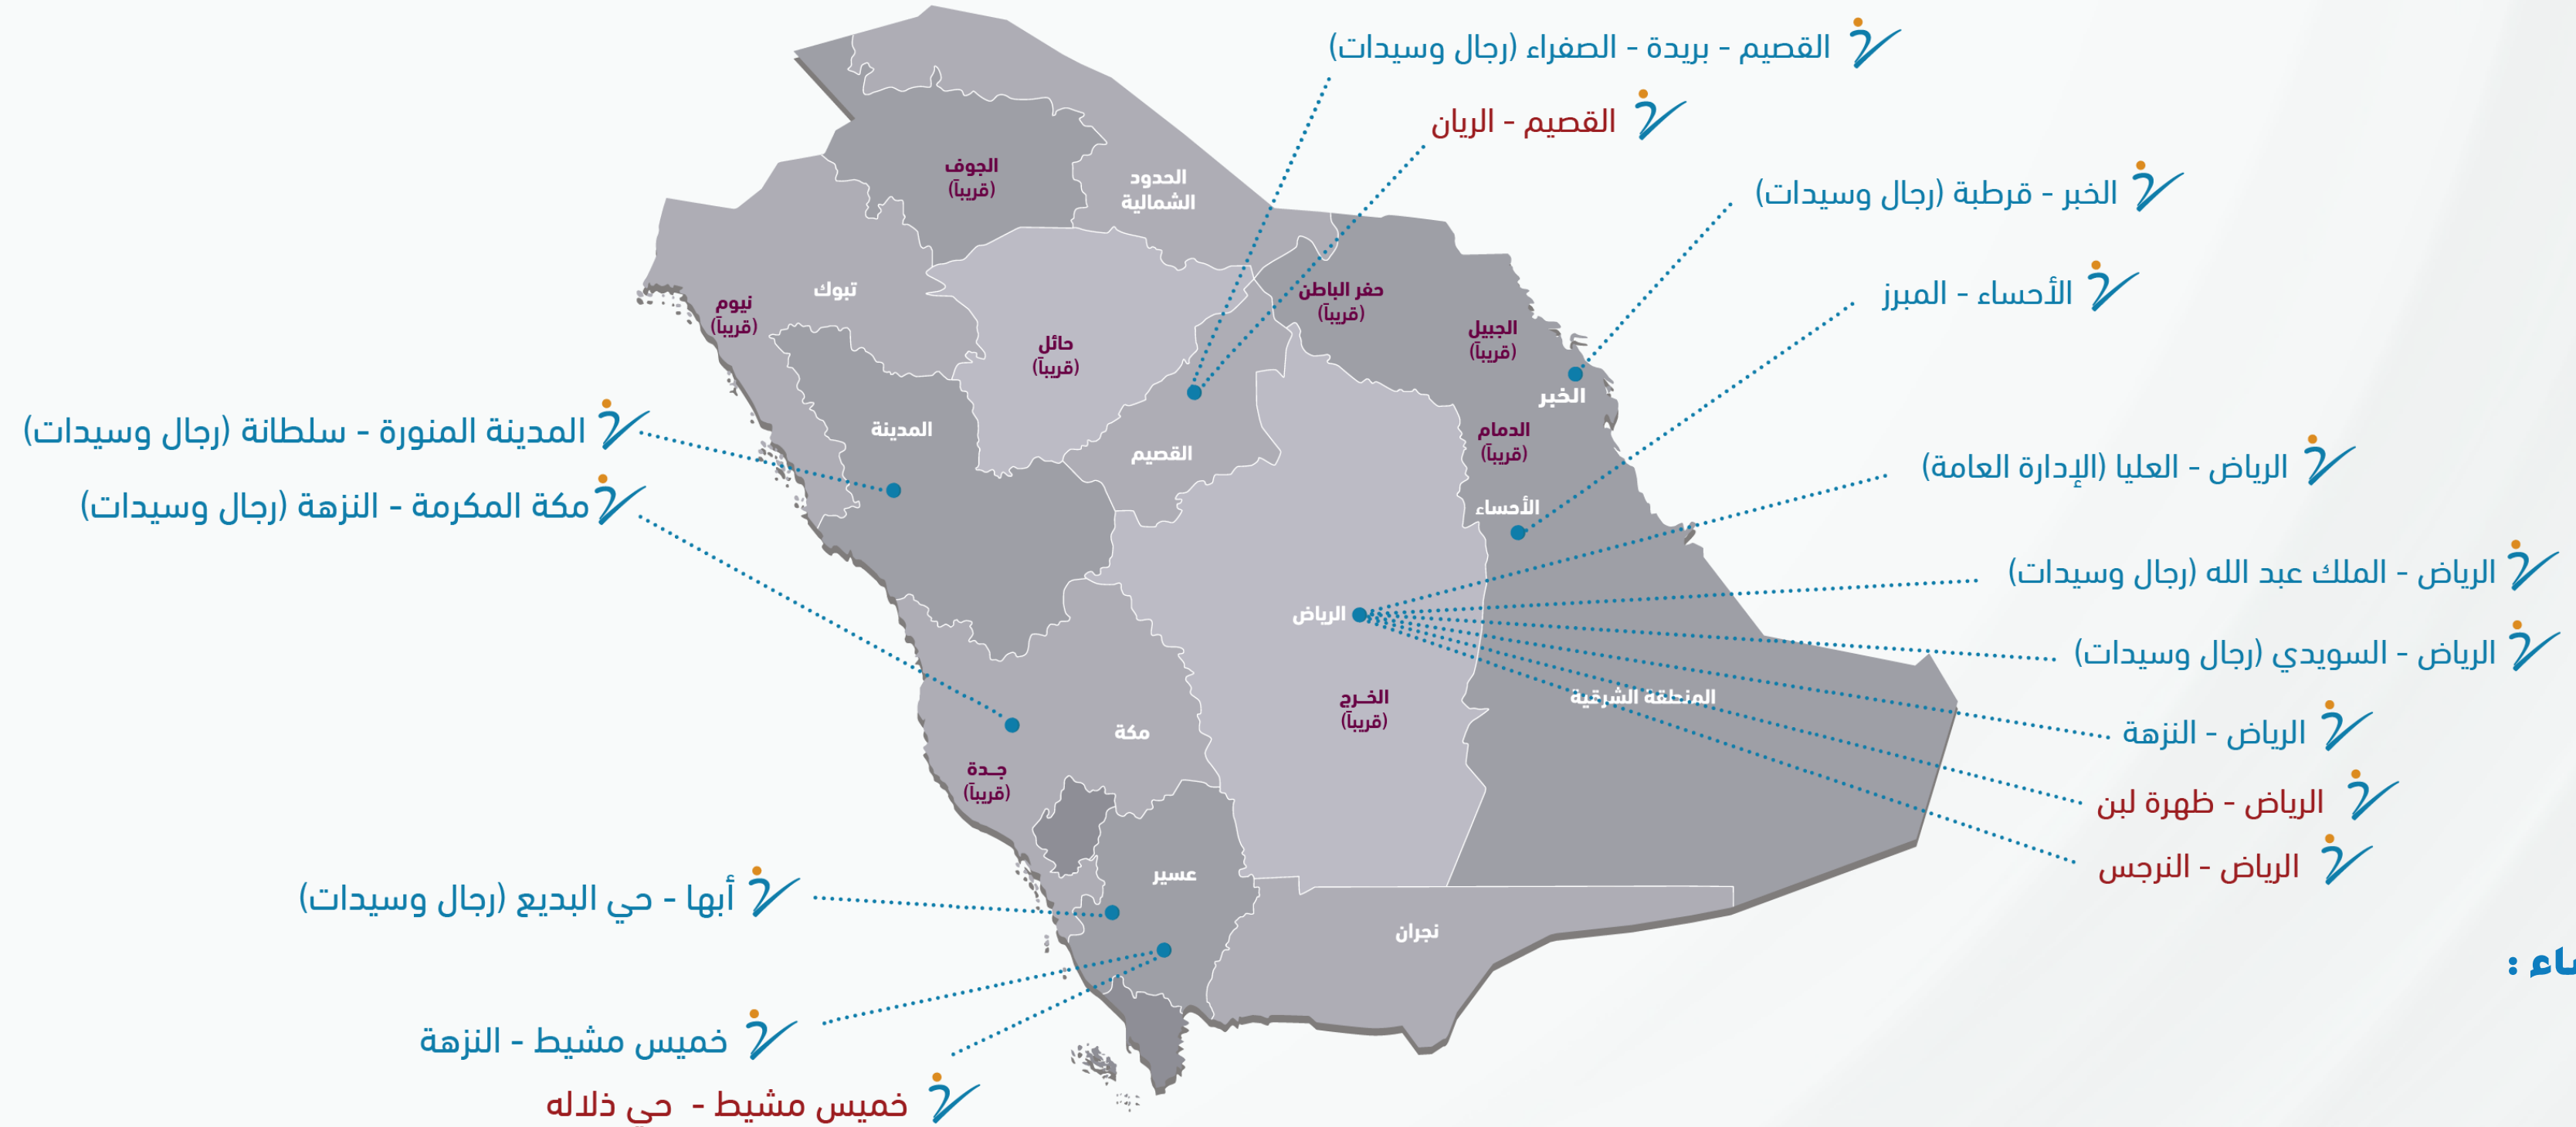 القصيم - بريدة - الصفراء (رجال وسيدات)
القصيم - الريان
الخبر - قرطبة (رجال وسيدات)
الأحساء - المبرز
الرياض - العليا (الإدارة العامة)
الرياض - الملك عبد الله (رجال وسيدات)
الرياض - السويدي (رجال وسيدات)
الرياض - النزهة
الرياض - ظهرة لبن
الرياض - النرجس
الجوف
(قريباً)
الحدود
الشمالية
تبوك
نيوم
(قريباً)
حائل
(قريباً)
حفر الباطن
(قريباً)
الجبيل
(قريباً)
الخبر
الدمام
(قريباً)
المدينة
القصيم
الأحساء
الرياض
المنطقة الشرقية
الخـرج
(قريباً)
مكة
جـدة
(قريباً)
عسير
نجران
المدينة المنورة - سلطانة (رجال وسيدات)
مكة المكرمة - النزهة (رجال وسيدات)
أبها - حي البديع (رجال وسيدات)
خميس مشيط - النزهة
خميس مشيط - حي ذلاله